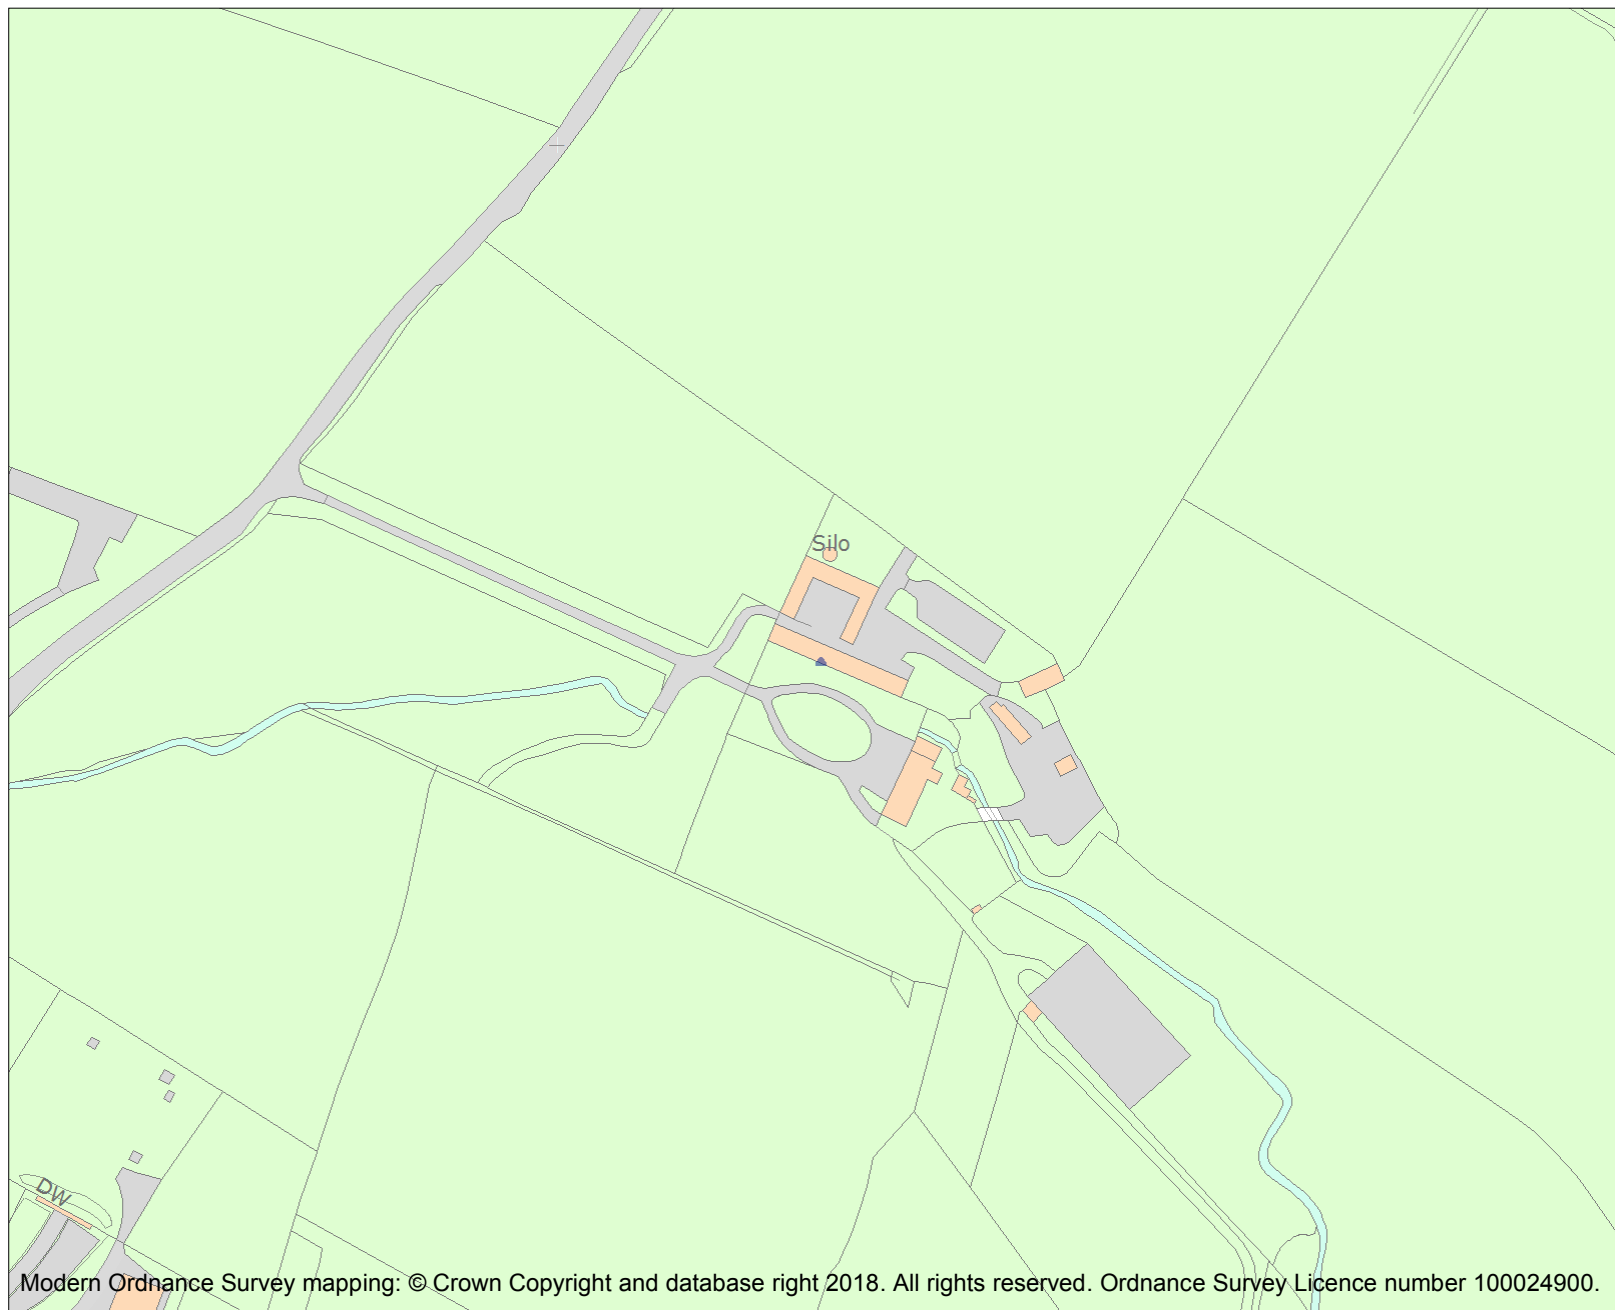 Silo
DW
Modern Ordnance Survey mapping: © Crown Copyright and database right 2018. All rights reserved. Ordnance Survey Licence number 100024900.